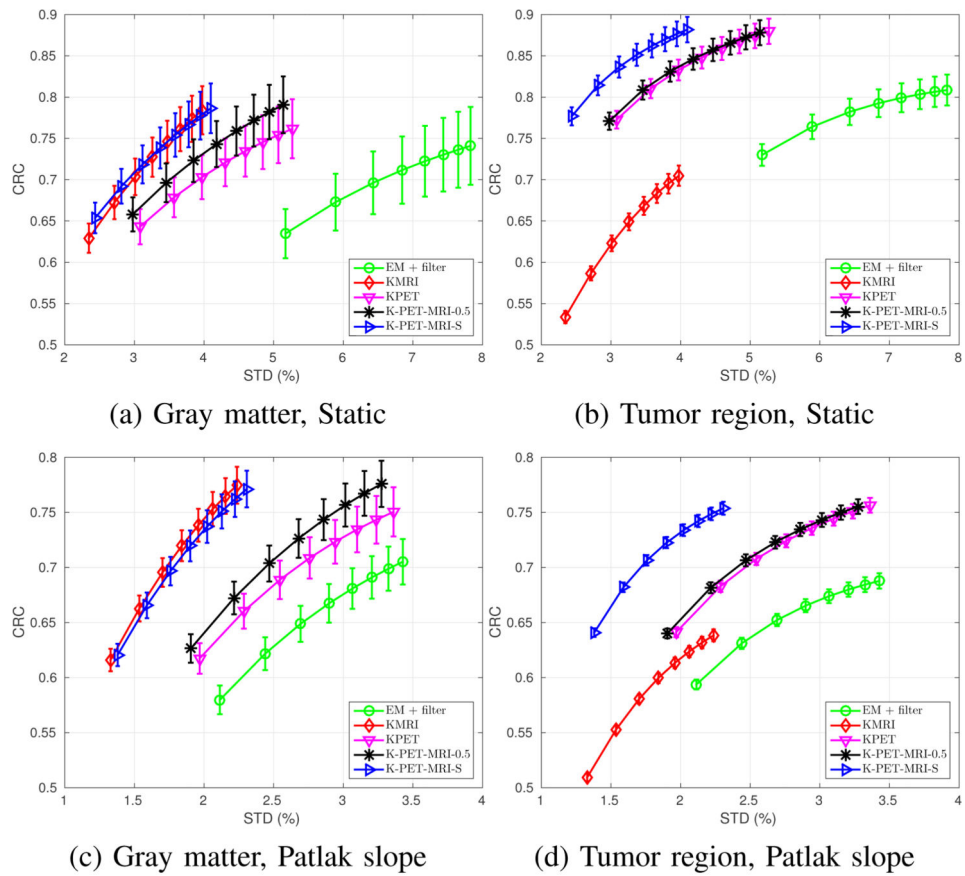 0.9
0.85
0.8
0.75
0.7
0.65
0.6
0.55
0.5
CRC
2 3 4 5 6 7 8
STD (%)
EM + filter
KMRI
KPET
K-PET-MRI-0.5
K-PET-MRI-S
(a) Gray matter, Static
0.9
0.85
0.8
0.75
0.7
0.65
0.6
0.55
0.5
CRC
2 3 4 5 6 7 8
STD (%)
EM + filter
KMRI
KPET
K-PET-MRI-0.5
K-PET-MRI-S
(b) Tumor region, Static
0.8
0.75
0.7
0.65
0.6
0.55
0.5
CRC
1 1.5 2 2.5 3 3.5 4
STD (%)
EM + filter
KMRI
KPET
K-PET-MRI-0.5
K-PET-MRI-S
(c) Gray matter, Patlak slope
0.8
0.75
0.7
0.65
0.6
0.55
0.5
CRC
1 1.5 2 2.5 3 3.5 4
STD (%)
EM + filter
KMRI
KPET
K-PET-MRI-0.5
K-PET-MRI-S
(d) Tumor region, Patlak slope